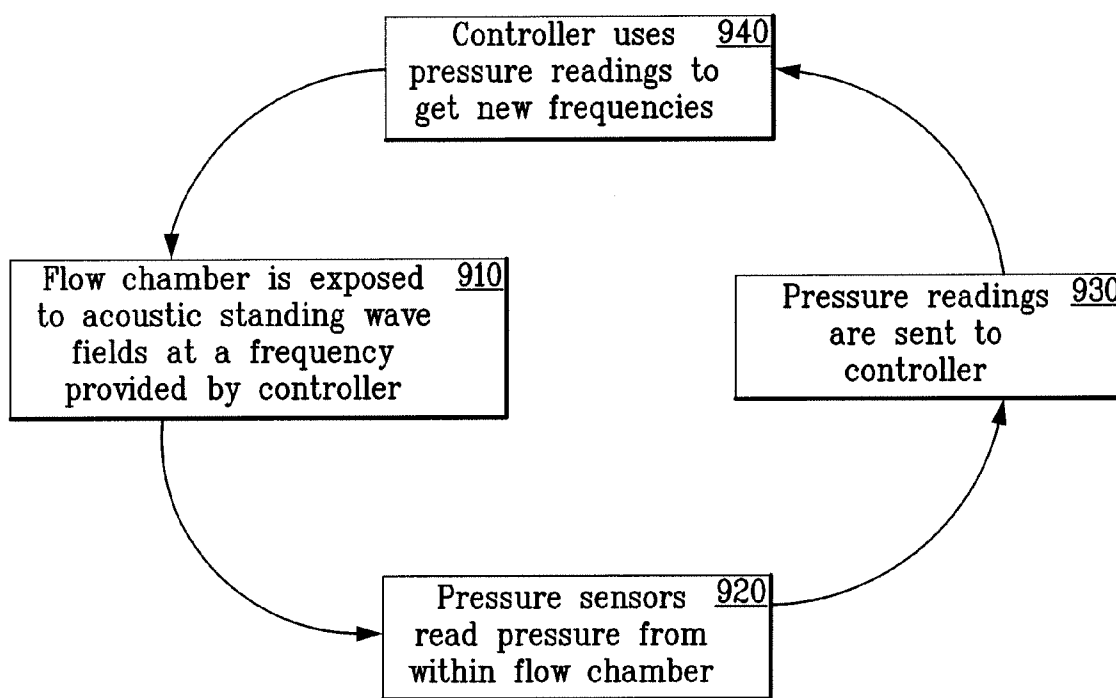 Controller uses 940
pressure readings to
get new frequencies
Flow chamber is exposed 910
to acoustic standing wave
fields at a frequency
provided by controller
Pressure readings 930
are sent to
controller
Pressure sensors 920
read pressure from
within flow chamber